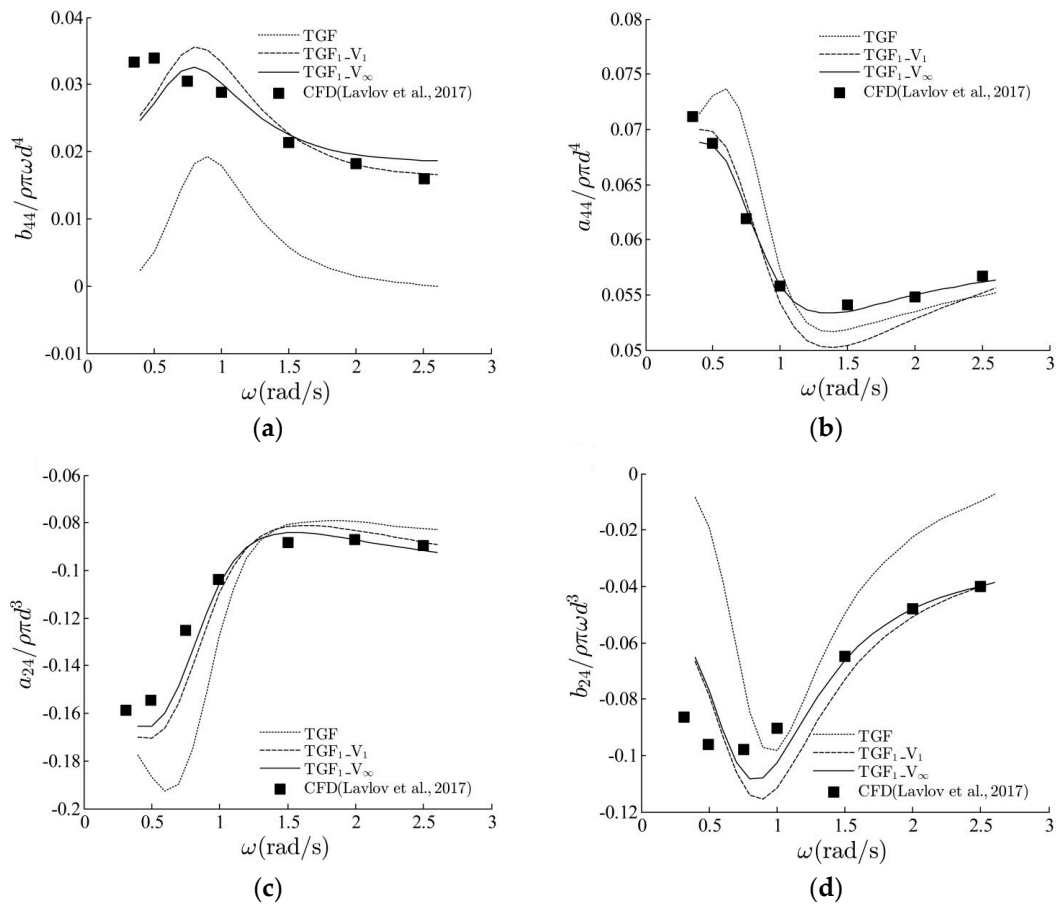 0.04
0.03
0.02
0.01
0
-0.01
b44/ρπωd⁴
TGF
TGF₁_V₁
TGF₁_V∞
CFD(Lavlov et al., 2017)
0 0.5 1 1.5 2 2.5 3
ω(rad/s)
(a)
0.08
0.075
0.07
0.065
0.06
0.055
0.05
a44/ρπd⁴
TGF
TGF₁_V₁
TGF₁_V∞
CFD(Lavlov et al., 2017)
0 0.5 1 1.5 2 2.5 3
ω(rad/s)
(b)
-0.06
-0.08
-0.1
-0.12
-0.14
-0.16
-0.18
-0.2
a24/ρπd³
TGF
TGF₁_V₁
TGF₁_V∞
CFD(Lavlov et al., 2017)
0 0.5 1 1.5 2 2.5 3
ω(rad/s)
(c)
0
-0.02
-0.04
-0.06
-0.08
-0.1
-0.12
b24/ρπωd³
TGF
TGF₁_V₁
TGF₁_V∞
CFD(Lavlov et al., 2017)
0 0.5 1 1.5 2 2.5 3
ω(rad/s)
(d)